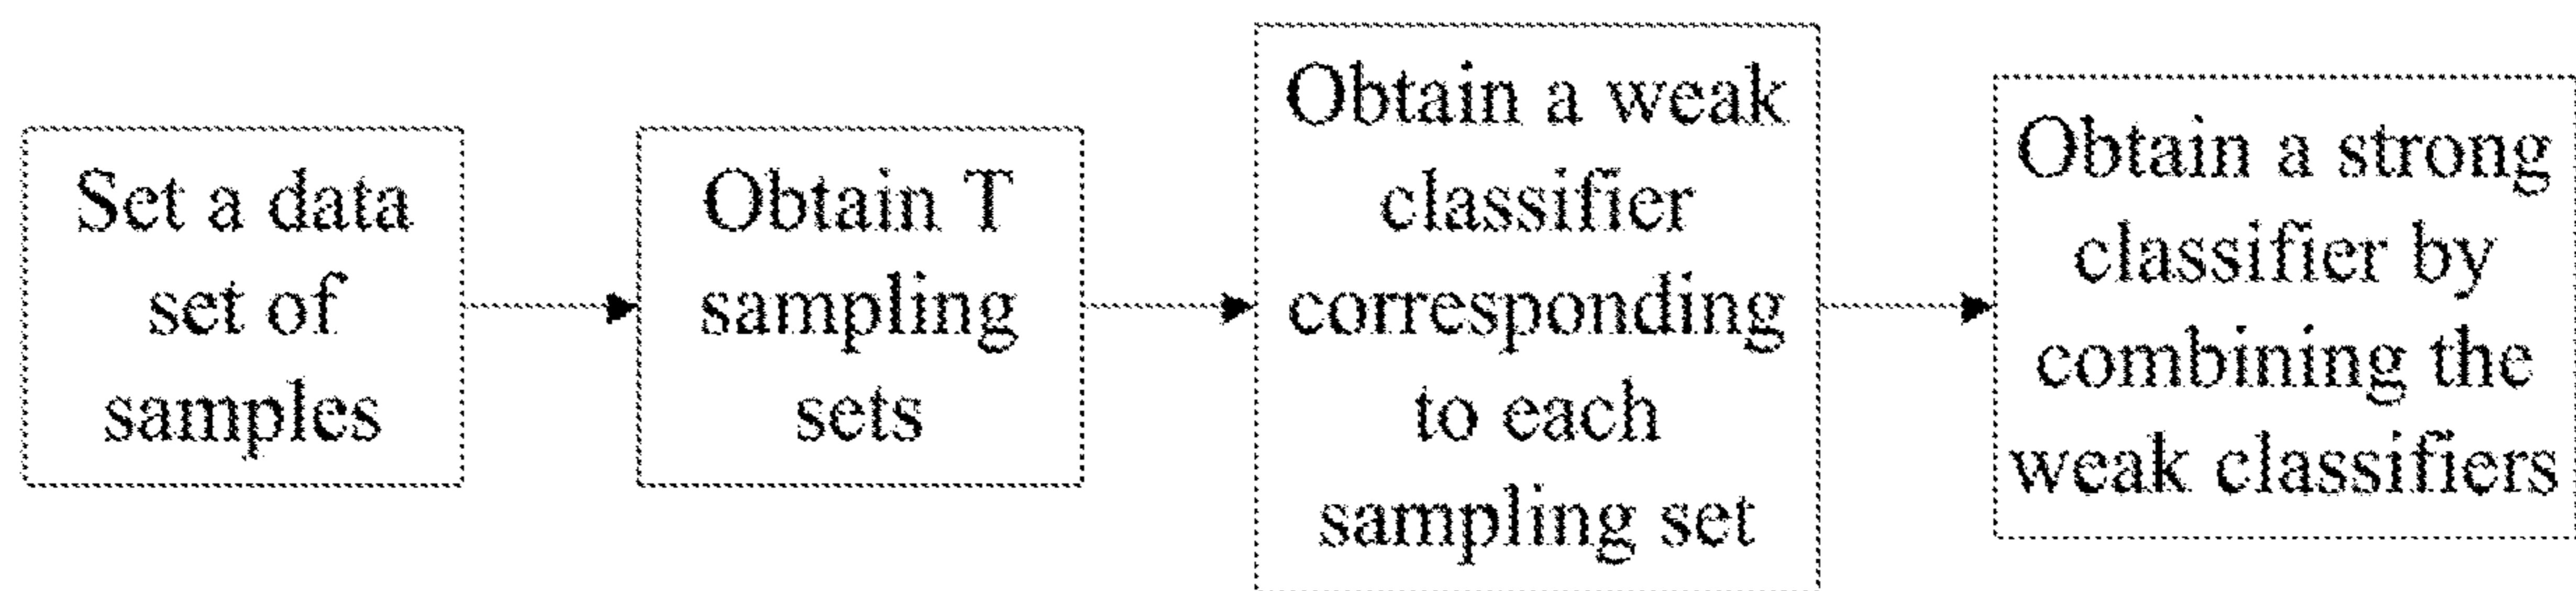 Set a data
set of
samples
Obtain T
sampling
sets
Obtain a weak
classifier
corresponding
to each
sampling set
Obtain a strong
classifier by
combining the
weak classifiers